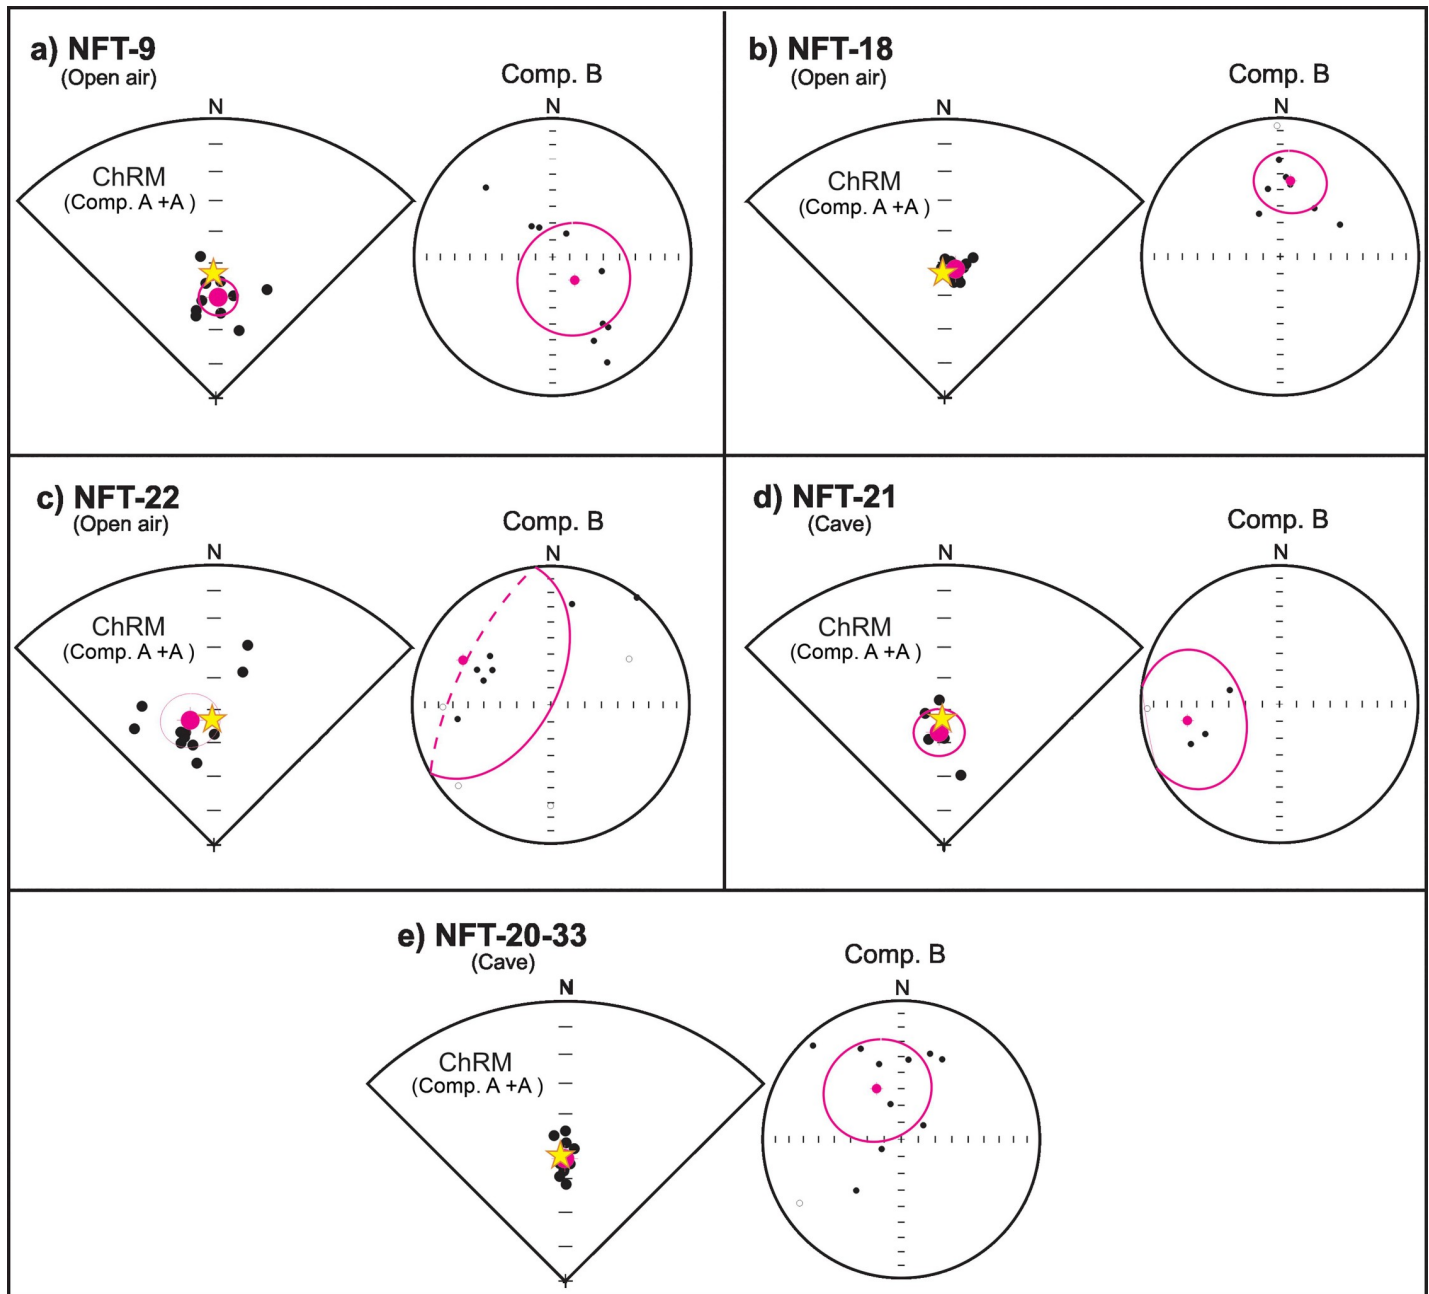 a) NFT-9
(Open air)
Comp. B
N
N
ChRM
(Comp. A +A )
b) NFT-18
(Open air)
Comp. B
N
N
ChRM
(Comp. A +A )
c) NFT-22
(Open air)
Comp. B
N
N
ChRM
(Comp. A +A )
d) NFT-21
(Cave)
Comp. B
N
N
ChRM
(Comp. A +A )
e) NFT-20-33
(Cave)
Comp. B
N
N
ChRM
(Comp. A +A )